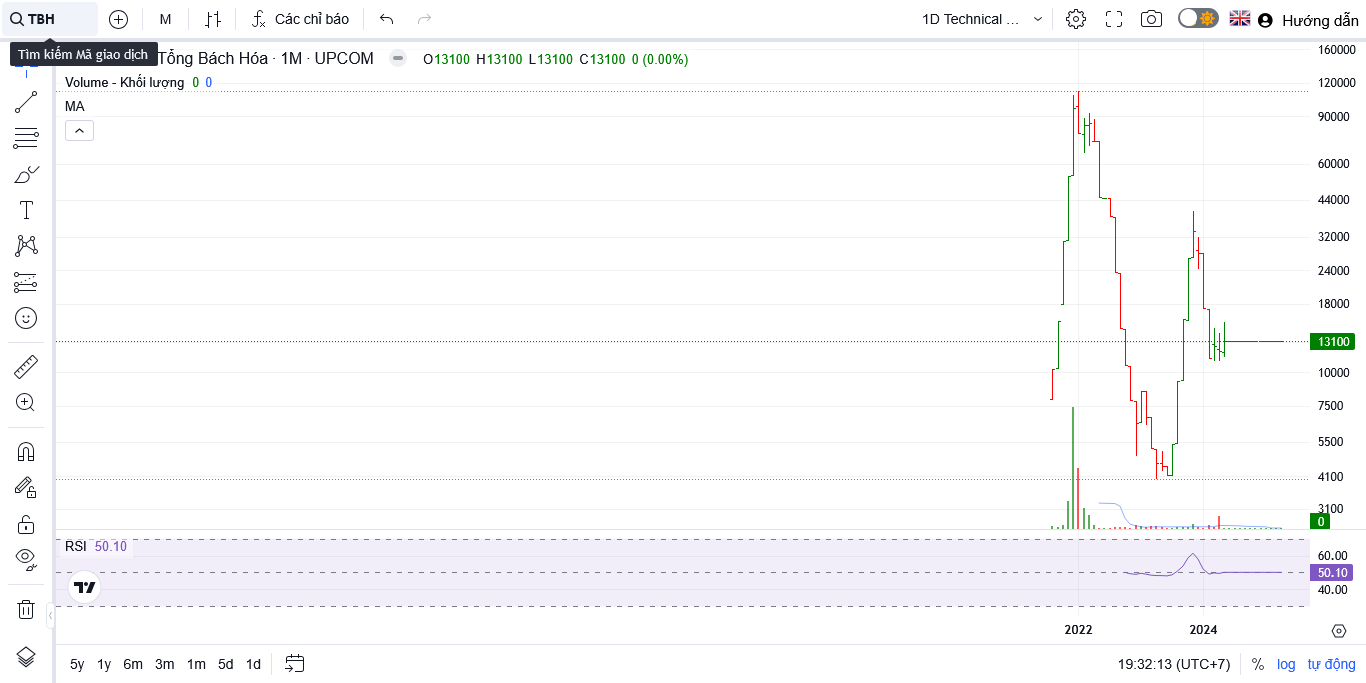 TBH M Các chỉ báo 1D Technical ... Hướng dẫn
Tìm kiếm Mã giao dịch
Tổng Bách Hóa · 1M · UPCOM O13100 H13100 L13100 C13100 0 (0.00%)
Volume - Khối lượng 0 0
MA
160000
120000
90000
60000
44000
32000
24000
18000
13100
10000
7500
5500
4100
3100
0
RSI 50.10
60.00
50.10
40.00
2022 2024
5y 1y 6m 3m 1m 5d 1d 19:32:13 (UTC+7) % log tự động